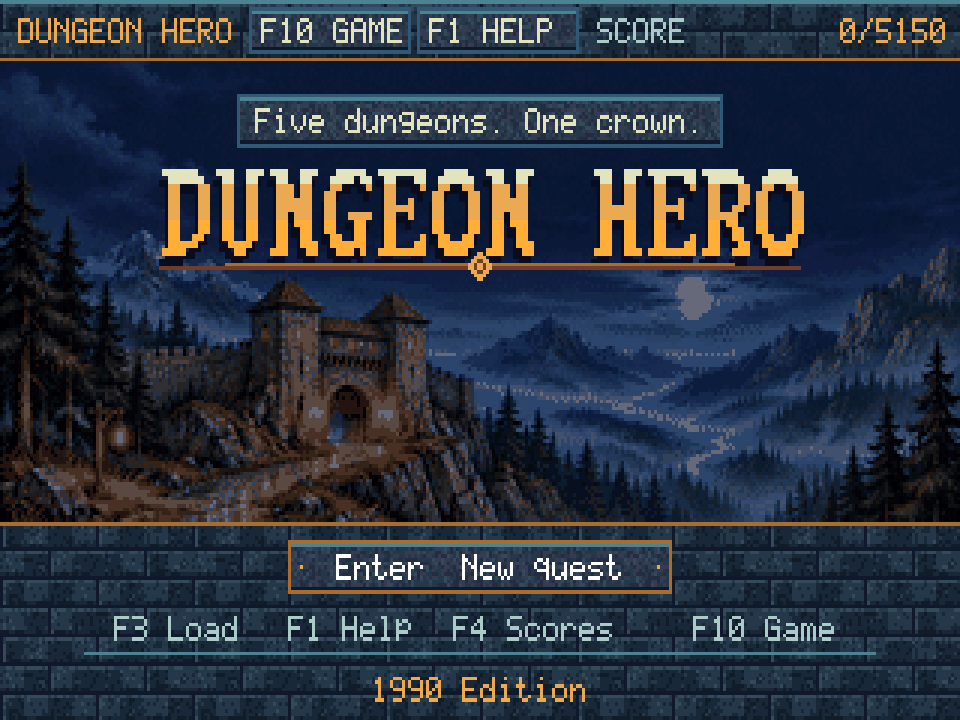 DUNGEON HERO F10 GAME F1 HELP SCORE 0/5150
Five dungeons. One crown.
DUNGEON HERO
Enter New quest
F3 Load F1 Help F4 Scores F10 Game
1990 Edition